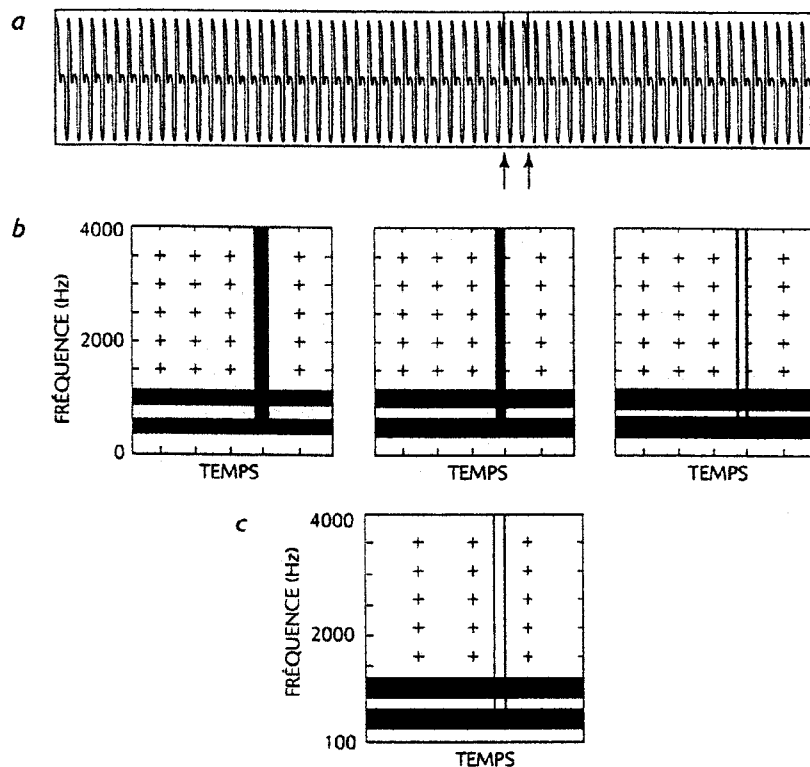 a
b
4000
2000
0
FRÉQUENCE (Hz)
TEMPS
TEMPS
TEMPS
c
4000
2000
100
FRÉQUENCE (Hz)
TEMPS